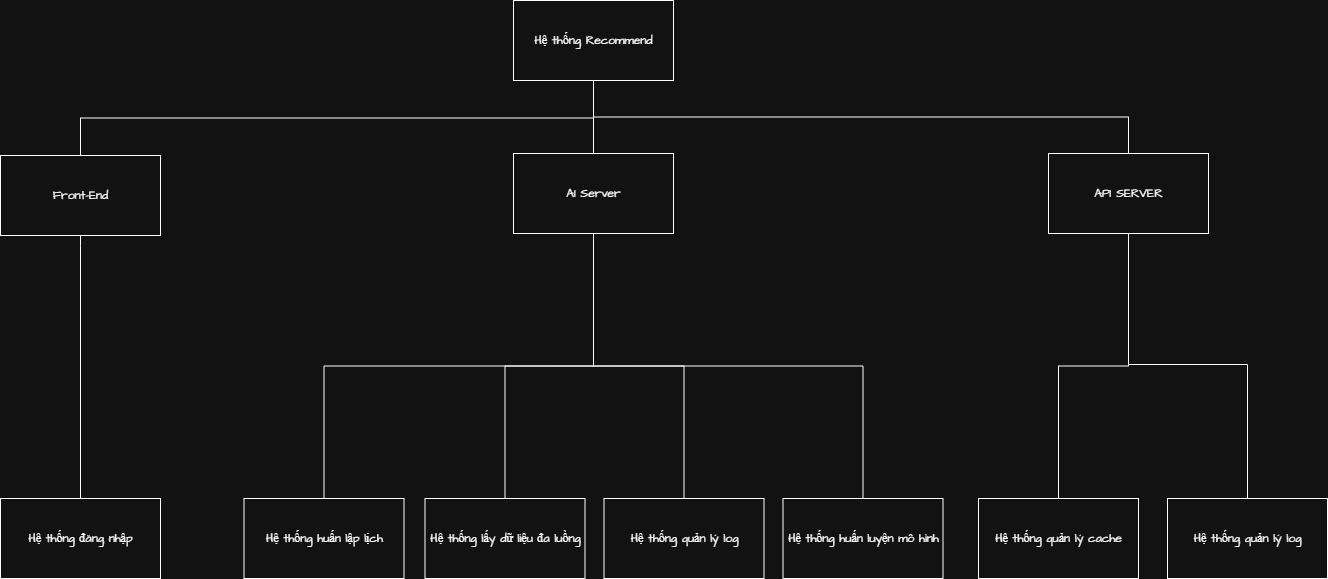 Hệ thống Recommend
Front-End
AI Server
API SERVER
Hệ thống đăng nhập
Hệ thống huấn lập lịch
Hệ thống lấy dữ liệu đa luồng
Hệ thống quản lý log
Hệ thống huấn luyện mô hình
Hệ thống quản lý cache
Hệ thống quản lý log